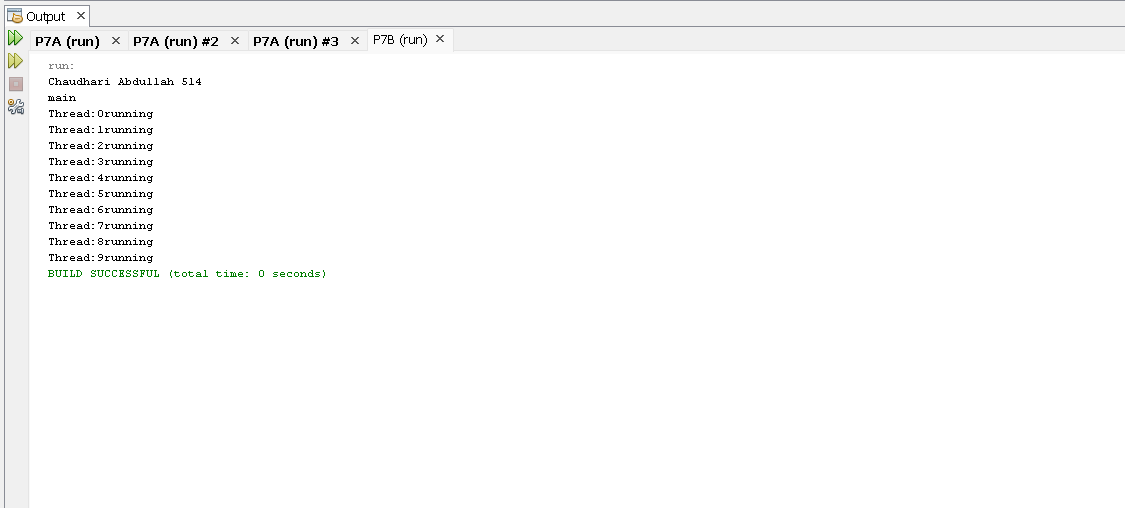 Output
P7A (run) P7A (run) #2 P7A (run) #3 P7B (run)
run:
Chaudhari Abdullah 514
main
Thread:0running
Thread:1running
Thread:2running
Thread:3running
Thread:4running
Thread:5running
Thread:6running
Thread:7running
Thread:8running
Thread:9running
BUILD SUCCESSFUL (total time: 0 seconds)